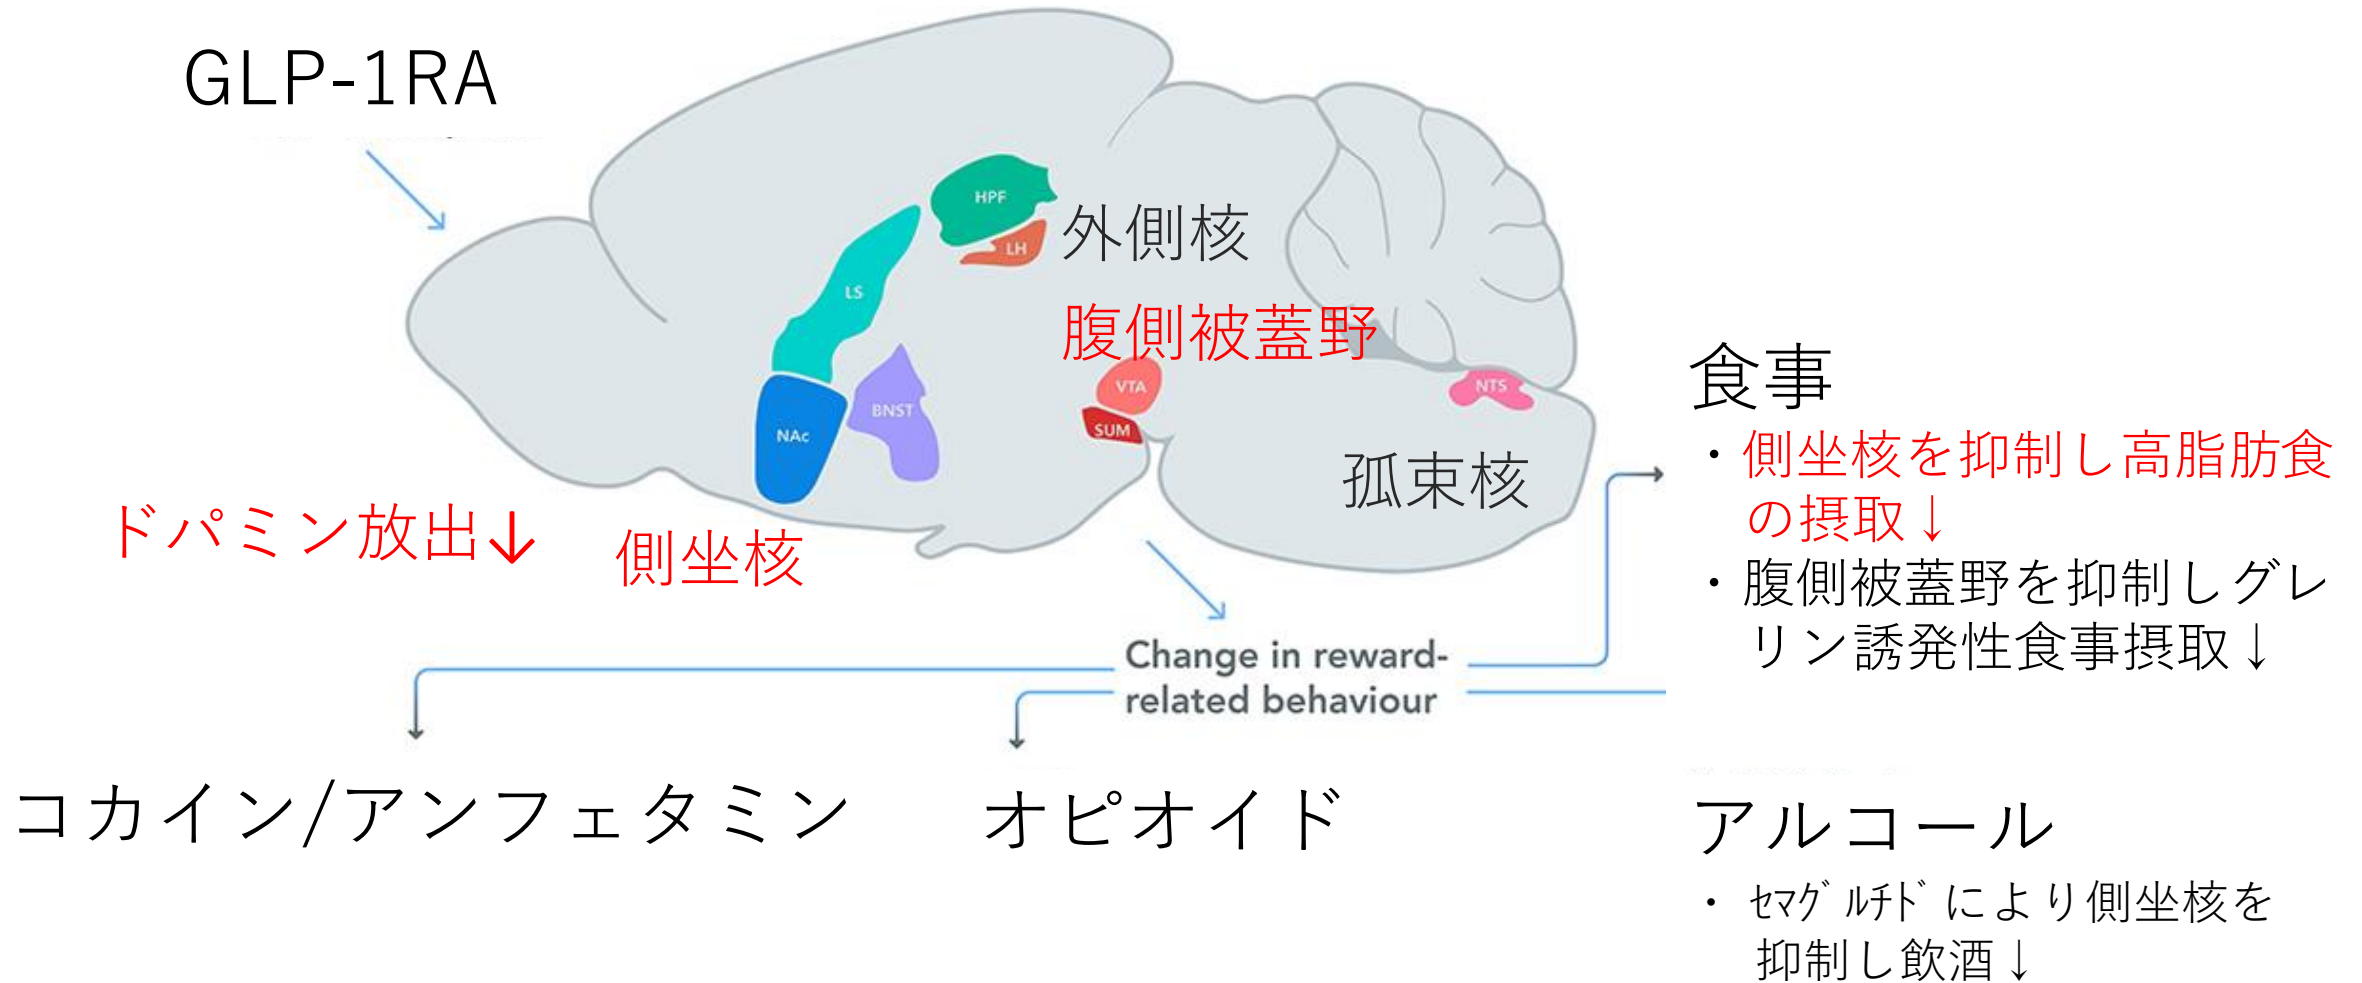 GLP-1RA
HPF
LH
外側核
LS
腹側被蓋野
VTA
NTS
SUM
BNST
NAc
孤束核
ドパミン放出↓
側坐核
食事
・側坐核を抑制し高脂肪食
の摂取↓
・腹側被蓋野を抑制しグレ
リン誘発性食事摂取↓
Change in reward-
related behaviour
コカイン/アンフェタミン
オピオイド
アルコール
・ｾﾏｸﾞﾙﾁﾄﾞにより側坐核を
抑制し飲酒↓